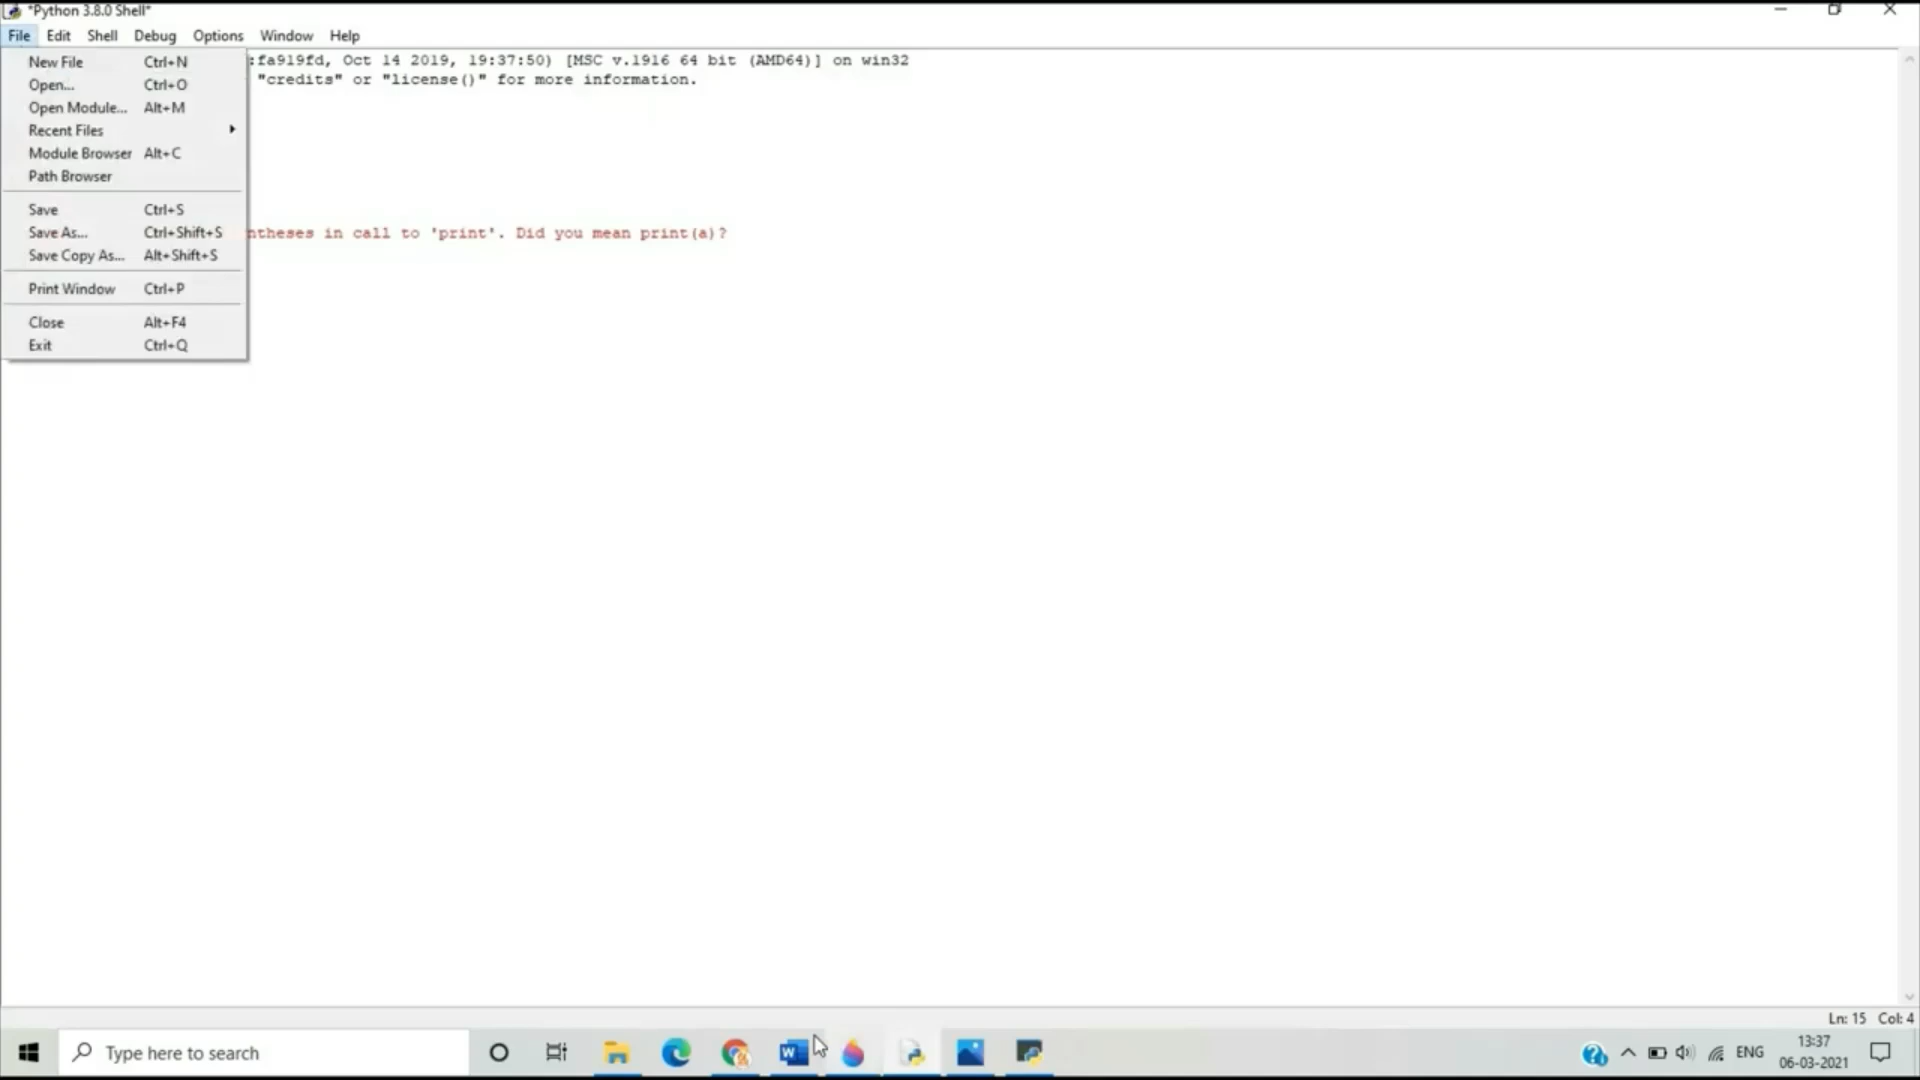 *Python 3.8.0 Shell*
File Edit Shell Debug Options Window Help
New File Ctrl+N
Open... Ctrl+O
Open Module... Alt+M
Recent Files
Module Browser Alt+C
Path Browser
Save Ctrl+S
Save As... Ctrl+Shift+S
Save Copy As... Alt+Shift+S
Print Window Ctrl+P
Close Alt+F4
Exit Ctrl+Q
:fa919fd, Oct 14 2019, 19:37:50) [MSC v.1916 64 bit (AMD64)] on win32
"credits" or "license()" for more information.
ntheses in call to 'print'. Did you mean print(a)?
Ln: 15 Col: 4
Type here to search
ENG
13:37
06-03-2021